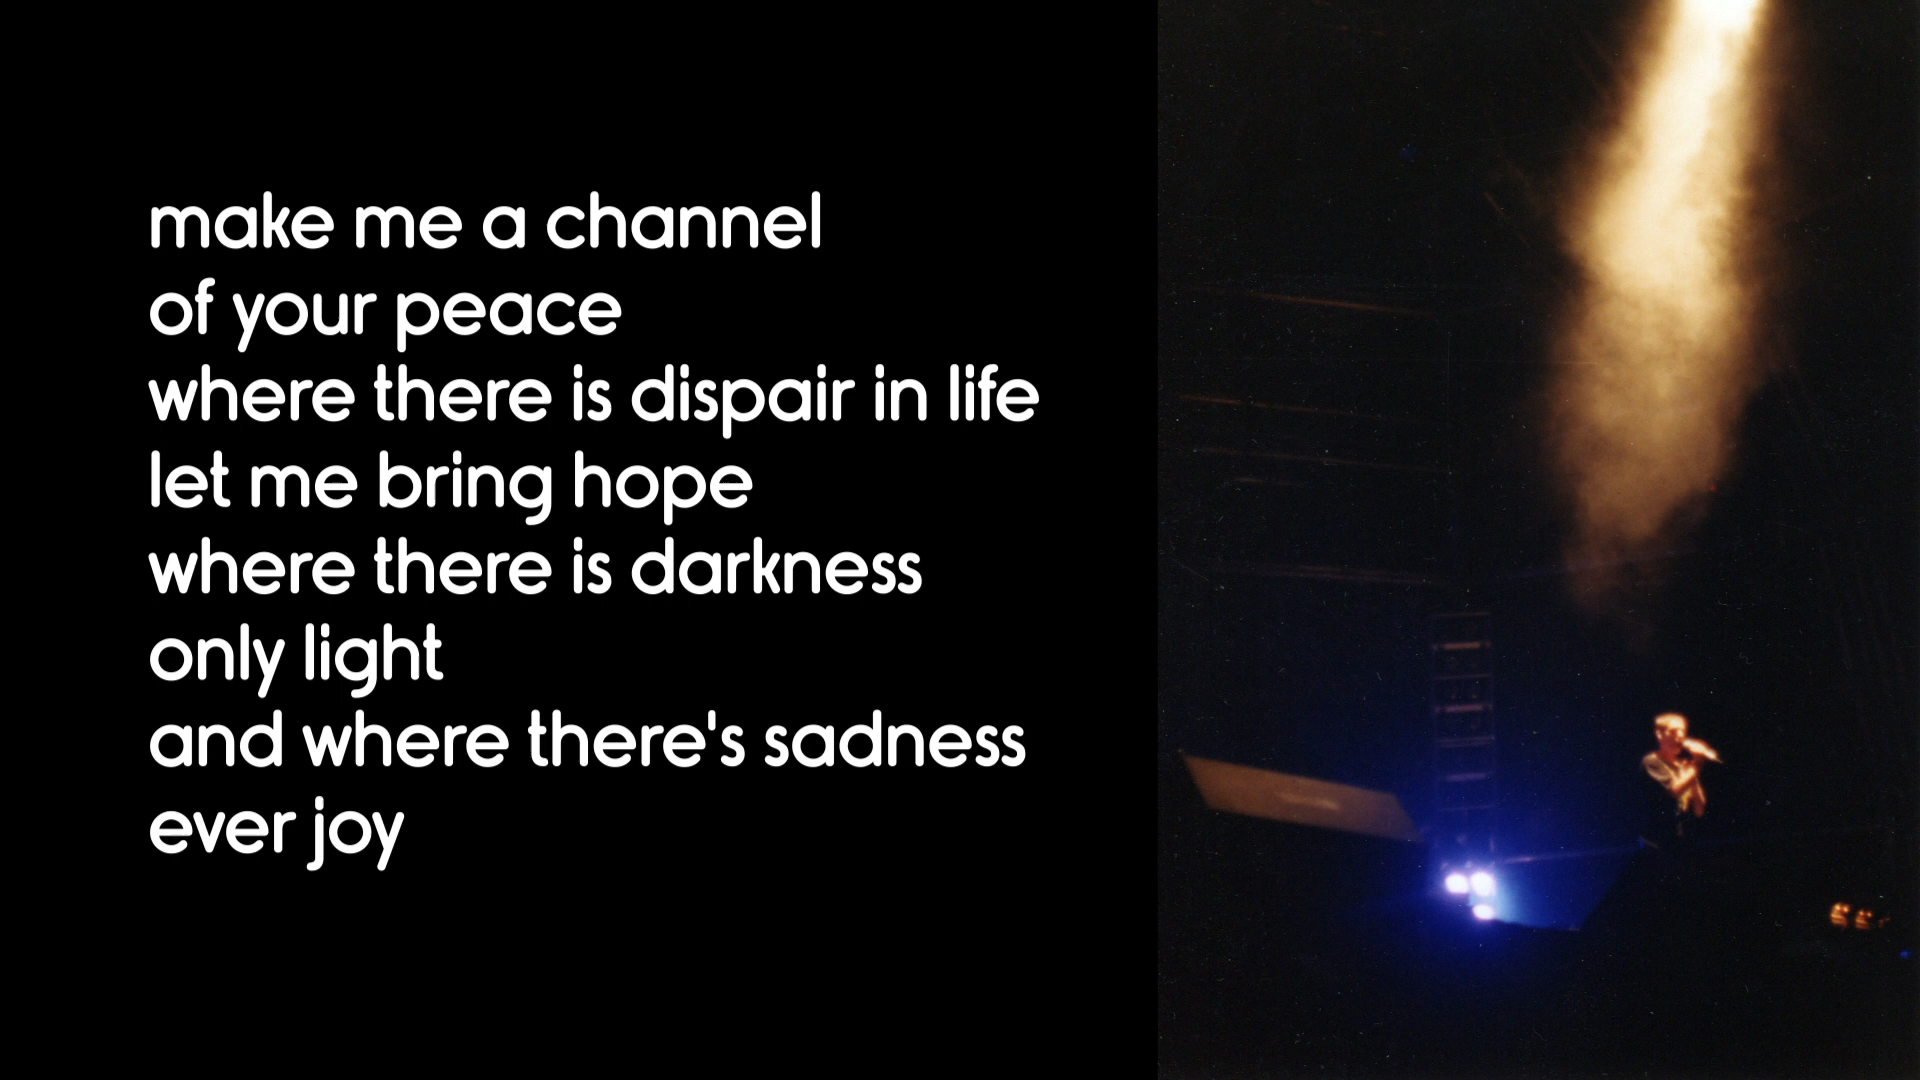 make me a channel
of your peace
where there is dispair in life
let me bring hope
where there is darkness
only light
and where there's sadness
ever joy